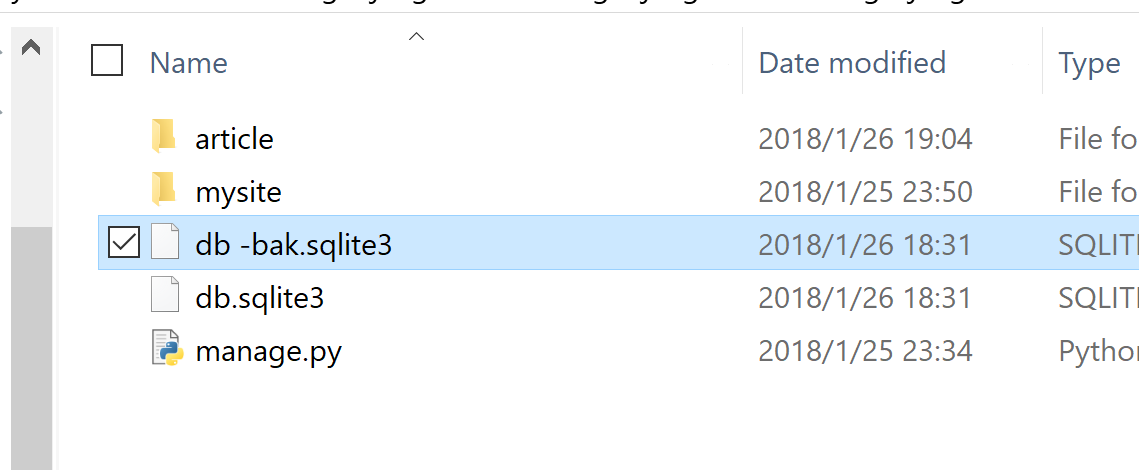 Name Date modified Type
article 2018/1/26 19:04 File fo
mysite 2018/1/25 23:50 File fo
db -bak.sqlite3 2018/1/26 18:31 SQLIT
db.sqlite3 2018/1/26 18:31 SQLIT
manage.py 2018/1/25 23:34 Python